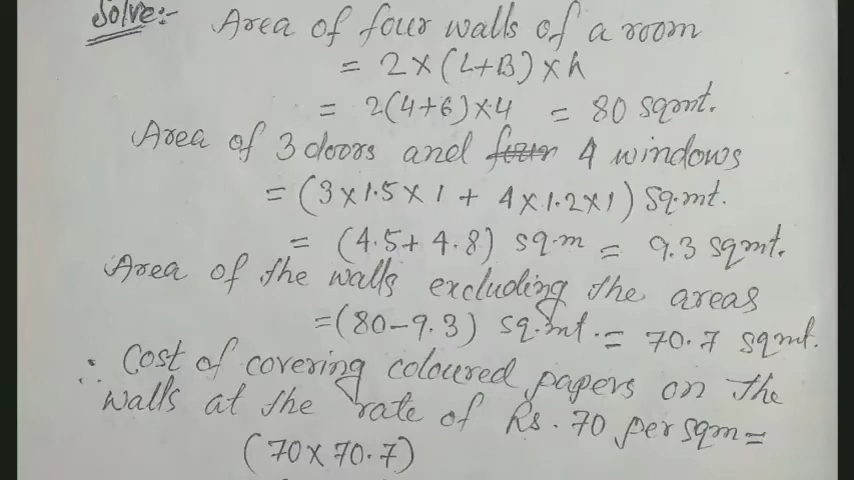 Solve:- Area of four walls of a room
= 2×(L+B)×h
= 2(4+6)×4 = 80 sqmt.
Area of 3 doors and four 4 windows
= (3×1.5×1 + 4×1.2×1) Sq.mt.
= (4.5+4.8) sq.m = 9.3 sqmt.
Area of the walls excluding the areas
=(80-9.3) sq.mt. = 70.7 sqmt.
∴ Cost of covering coloured papers on the
walls at the rate of Rs. 70 per sqm=
(70×70.7)